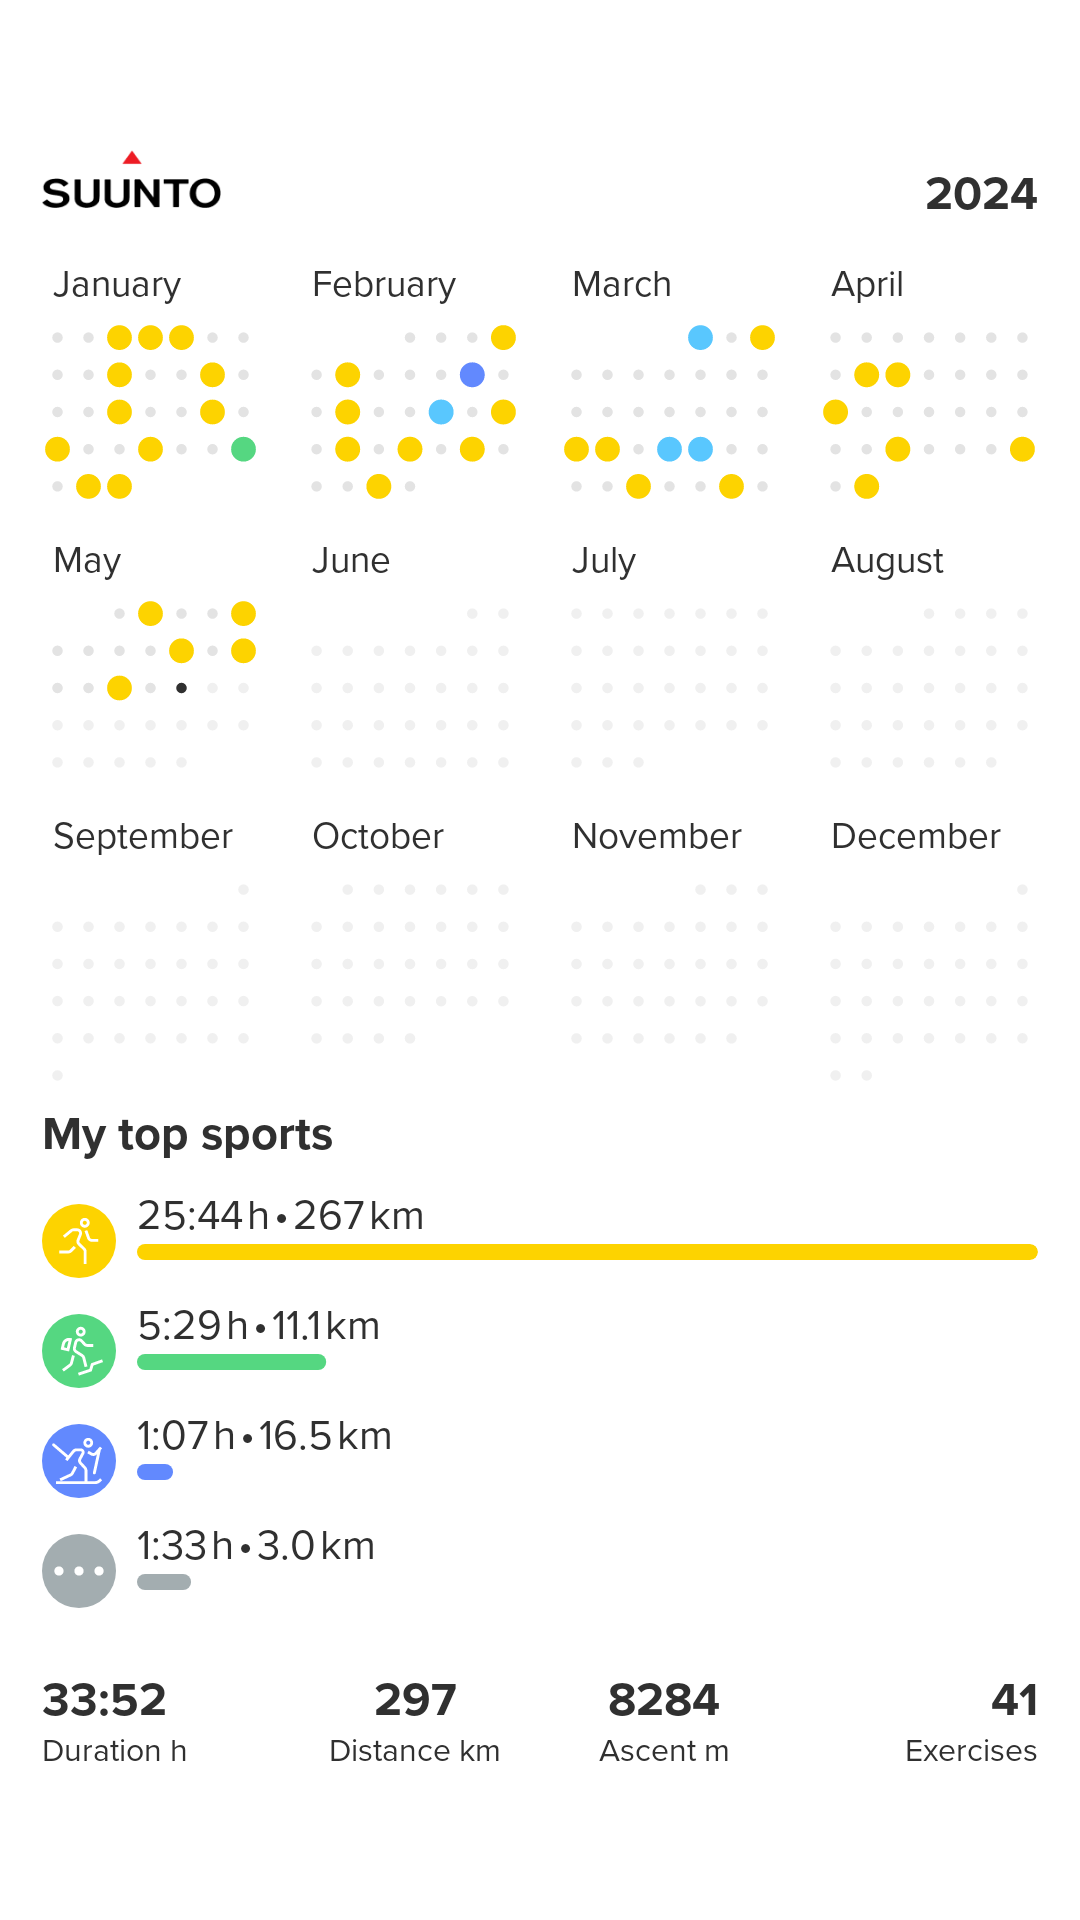 SUUNTO
2024
January February March April
May June July August
September October November December
My top sports
25:44 h • 267 km
5:29 h • 11.1 km
1:07 h • 16.5 km
1:33 h • 3.0 km
33:52 297 8284 41
Duration h Distance km Ascent m Exercises